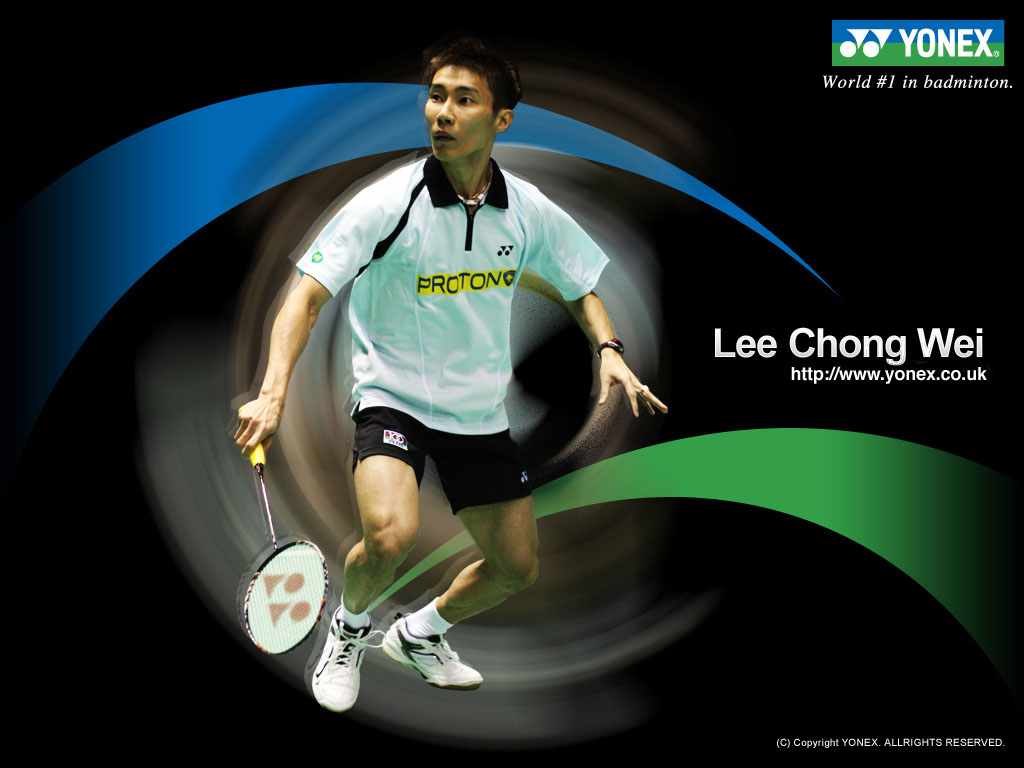 YONEX®
World #1 in badminton.
PROTON
Lee Chong Wei
http://www.yonex.co.uk
(C) Copyright YONEX. ALLRIGHTS RESERVED.